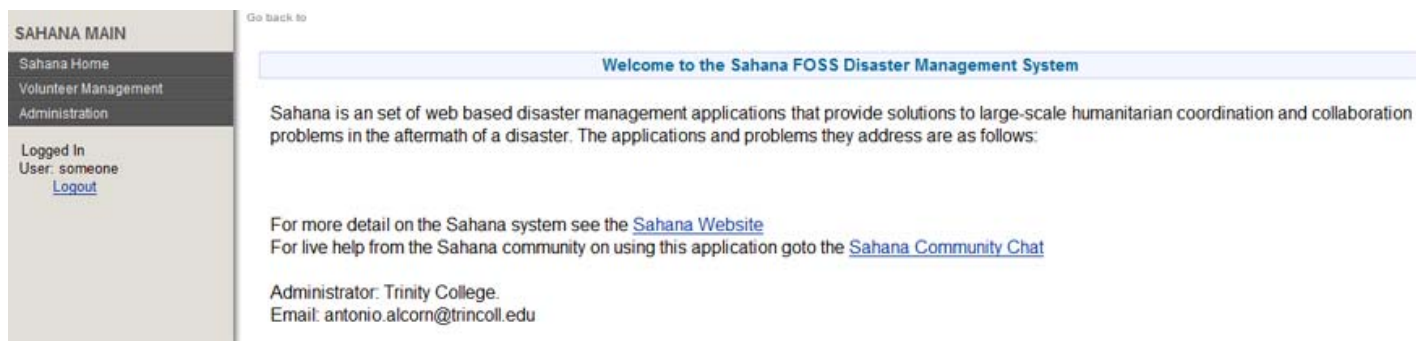 Go back to
SAHANA MAIN
Sahana Home
Volunteer Management
Administration
Logged In
User: someone
Logout
Welcome to the Sahana FOSS Disaster Management System
Sahana is an set of web based disaster management applications that provide solutions to large-scale humanitarian coordination and collaboration
problems in the aftermath of a disaster. The applications and problems they address are as follows:
For more detail on the Sahana system see the Sahana Website
For live help from the Sahana community on using this application goto the Sahana Community Chat
Administrator: Trinity College.
Email: antonio.alcorn@trincoll.edu